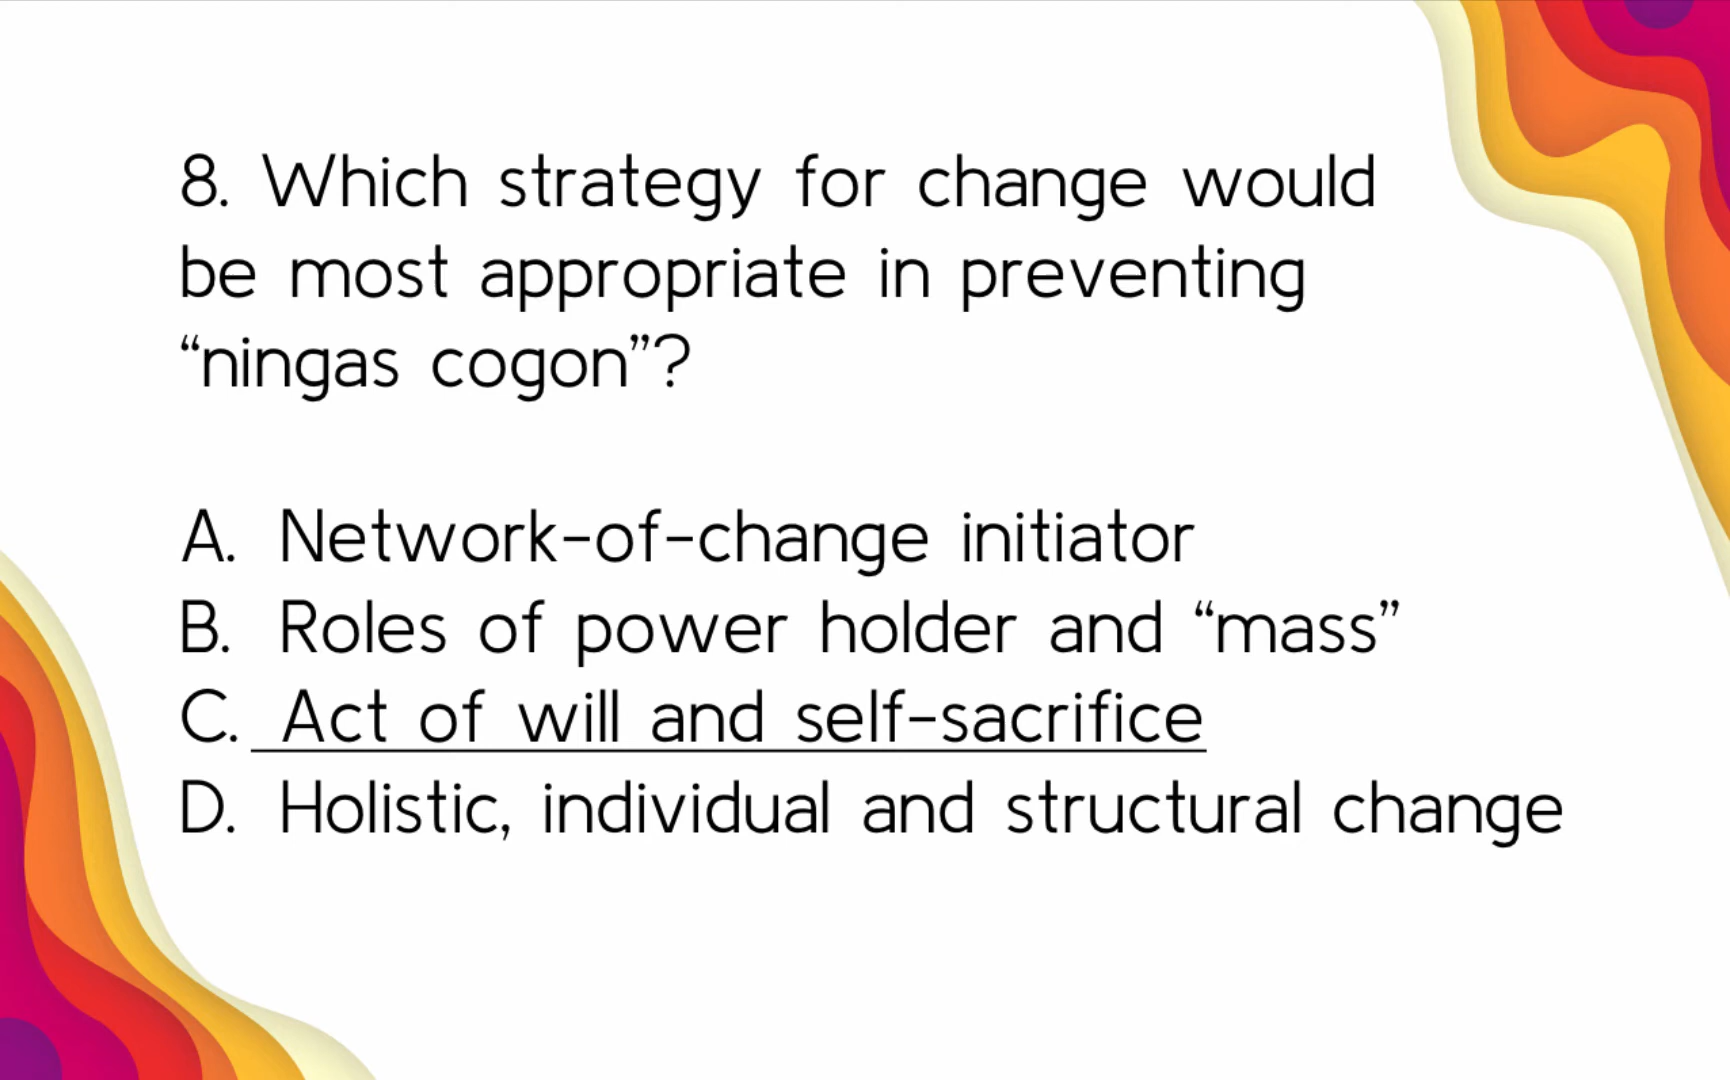 8. Which strategy for change would
be most appropriate in preventing
“ningas cogon”?
A. Network-of-change initiator
B. Roles of power holder and “mass”
C. Act of will and self-sacrifice
D. Holistic, individual and structural change